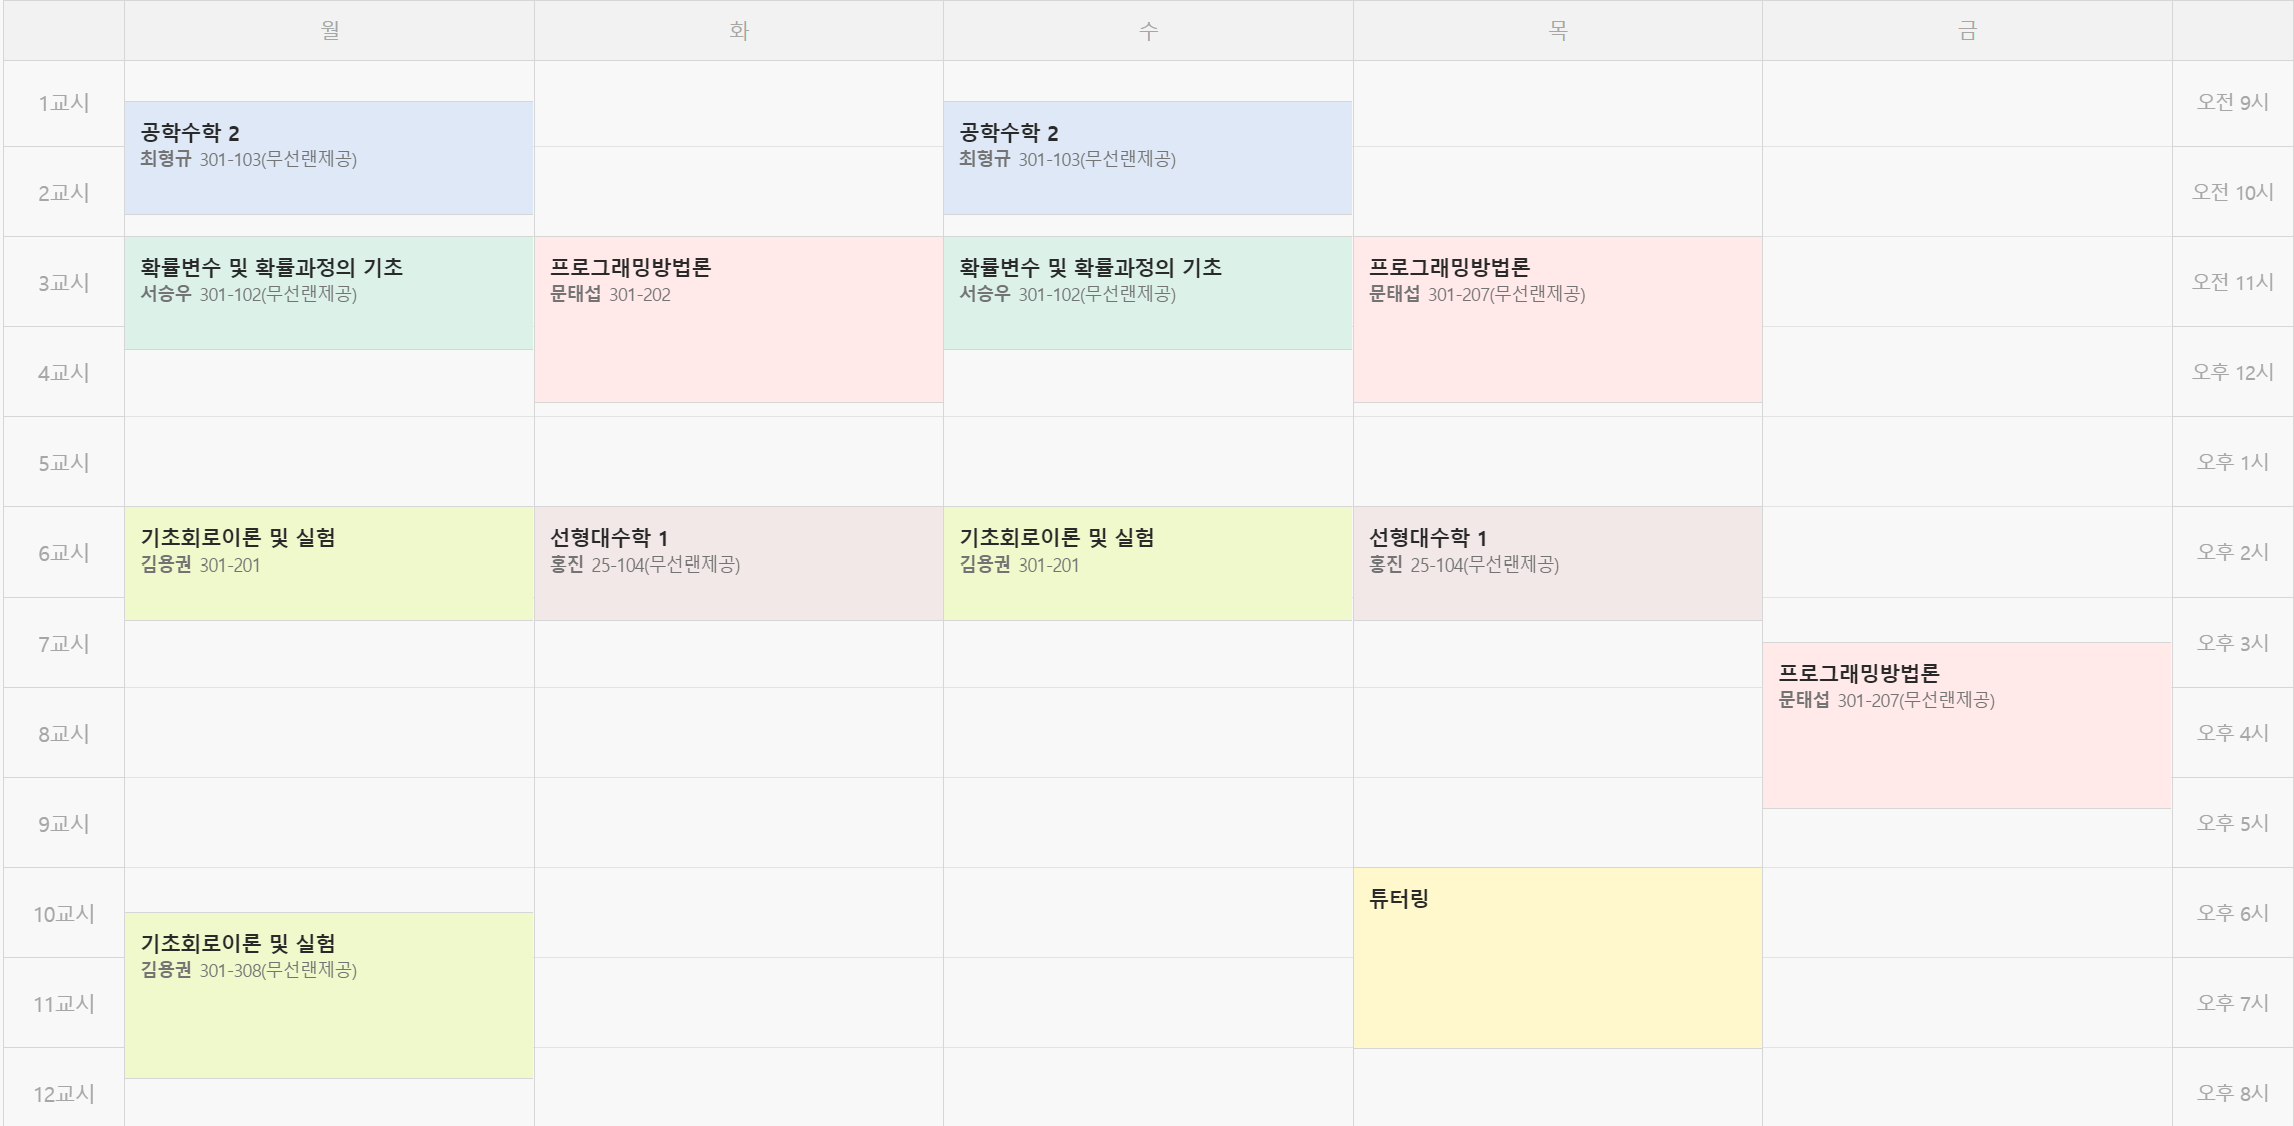 월 화 수 목 금
1교시 오전 9시
공학수학 2 공학수학 2
최형규 301-103(무선랜제공) 최형규 301-103(무선랜제공)
2교시 오전 10시
확률변수 및 확률과정의 기초 프로그래밍방법론 확률변수 및 확률과정의 기초 프로그래밍방법론
3교시 오전 11시
서승우 301-102(무선랜제공) 문태섭 301-202 서승우 301-102(무선랜제공) 문태섭 301-207(무선랜제공)
4교시 오후 12시
5교시 오후 1시
기초회로이론 및 실험 선형대수학 1 기초회로이론 및 실험 선형대수학 1
6교시 오후 2시
김용권 301-201 홍진 25-104(무선랜제공) 김용권 301-201 홍진 25-104(무선랜제공)
7교시 오후 3시
프로그래밍방법론
문태섭 301-207(무선랜제공)
8교시 오후 4시
9교시 오후 5시
튜터링
10교시 오후 6시
기초회로이론 및 실험
김용권 301-308(무선랜제공)
11교시 오후 7시
12교시 오후 8시